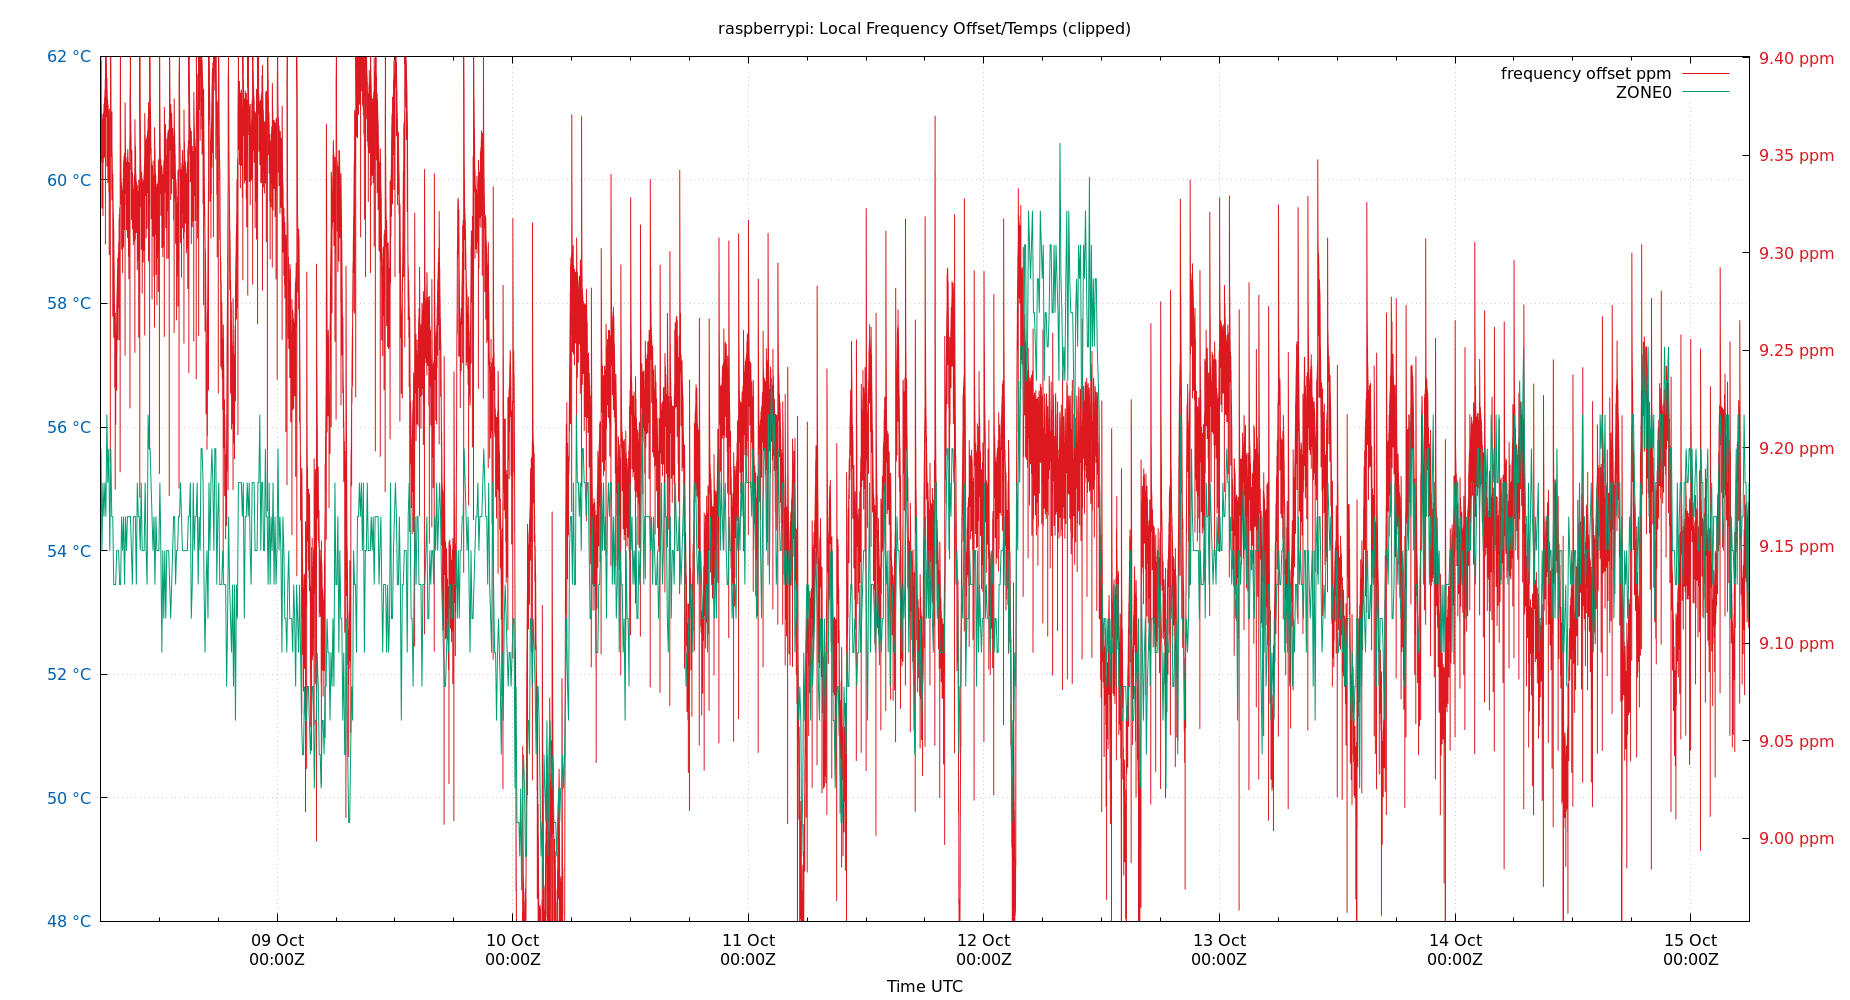 raspberrypi: Local Frequency Offset/Temps (clipped)
frequency offset ppm
ZONE0
62 °C
60 °C
58 °C
56 °C
54 °C
52 °C
50 °C
48 °C
9.40 ppm
9.35 ppm
9.30 ppm
9.25 ppm
9.20 ppm
9.15 ppm
9.10 ppm
9.05 ppm
9.00 ppm
09 Oct 10 Oct 11 Oct 12 Oct 13 Oct 14 Oct 15 Oct
00:00Z 00:00Z 00:00Z 00:00Z 00:00Z 00:00Z 00:00Z
Time UTC